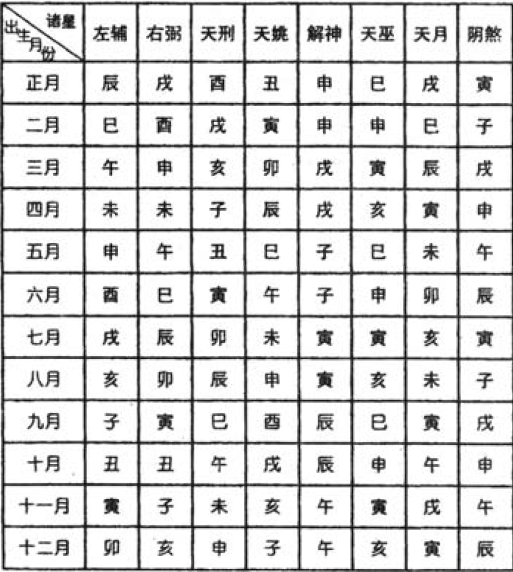 出生月份 诸星 左辅 右弼 天刑 天姚 解神 天巫 天月 阴煞
正月 辰 戌 酉 丑 申 巳 戌 寅
二月 巳 酉 戌 寅 申 申 巳 子
三月 午 申 亥 卯 戌 寅 辰 戌
四月 未 未 子 辰 戌 亥 寅 申
五月 申 午 丑 巳 子 巳 未 午
六月 酉 巳 寅 午 子 申 卯 辰
七月 戌 辰 卯 未 寅 寅 亥 寅
八月 亥 卯 辰 申 寅 亥 未 子
九月 子 寅 巳 酉 辰 巳 寅 戌
十月 丑 丑 午 戌 辰 申 午 申
十一月 寅 子 未 亥 午 寅 戌 午
十二月 卯 亥 申 子 午 亥 寅 辰